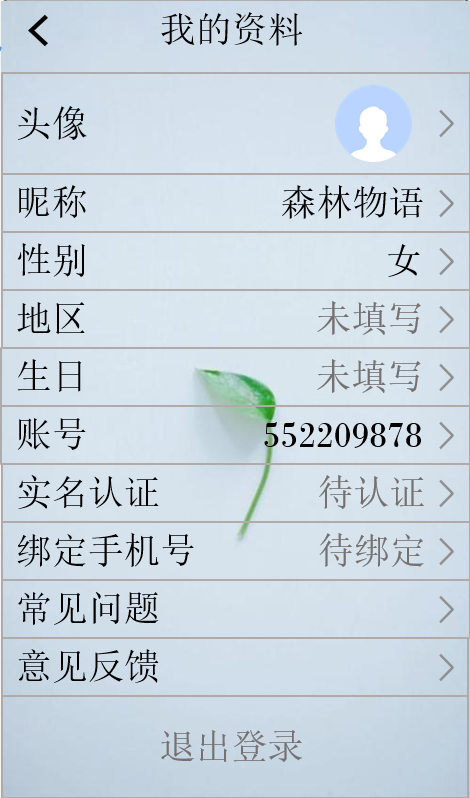 我的资料
头像
昵称 森林物语
性别 女
地区 未填写
生日 未填写
账号 552209878
实名认证 待认证
绑定手机号 待绑定
常见问题
意见反馈
退出登录